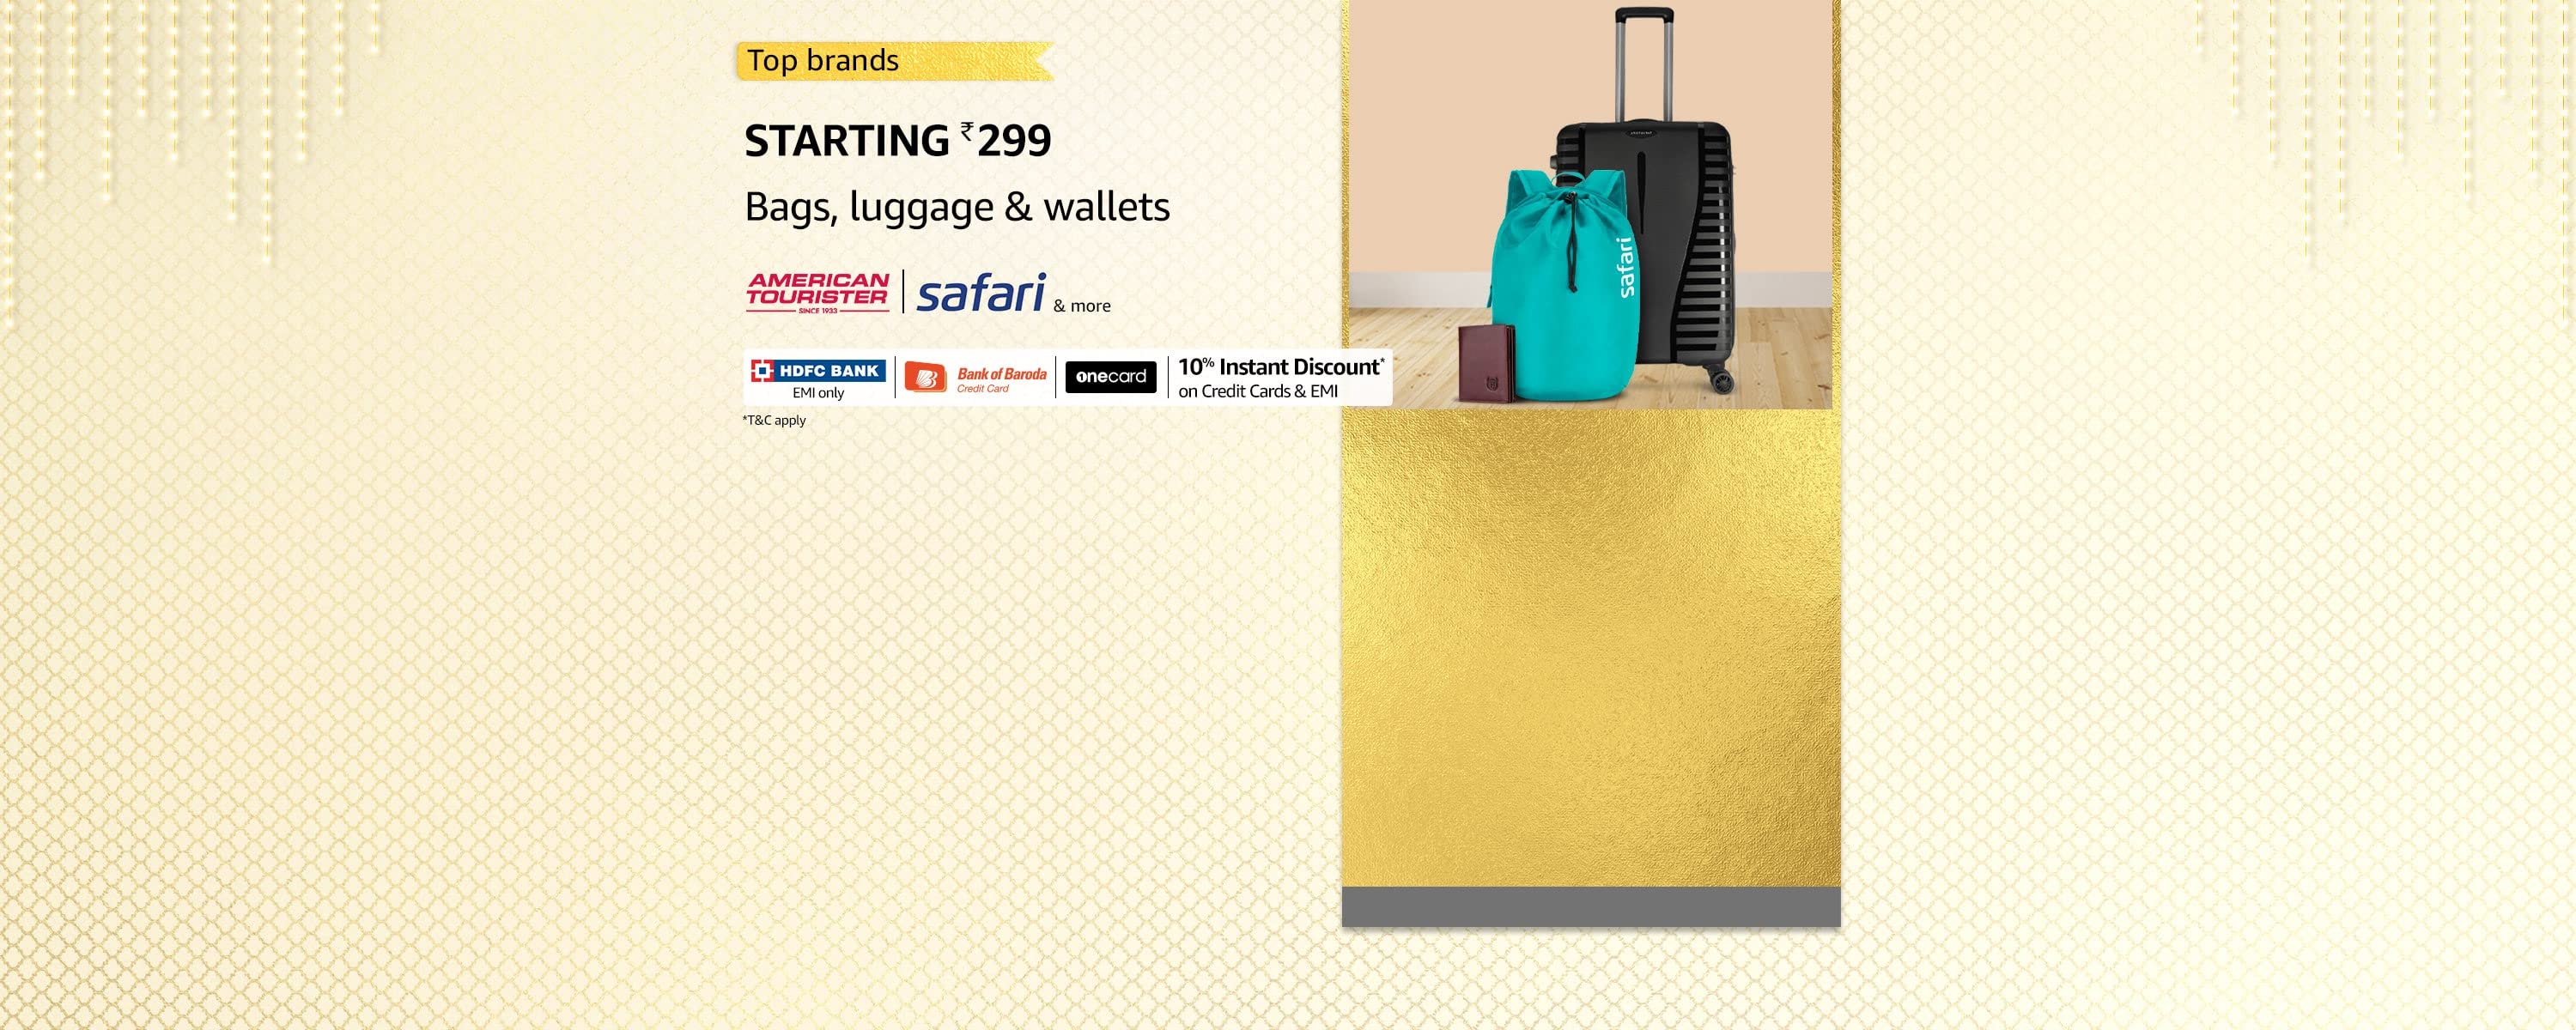 Top brands
STARTING ₹299
Bags, luggage & wallets
AMERICAN
TOURISTER
SINCE 1933
safari & more
HDFC BANK
EMI only
Bank of Baroda
Credit Card
onecard
10% Instant Discount*
on Credit Cards & EMI
*T&C apply
safari